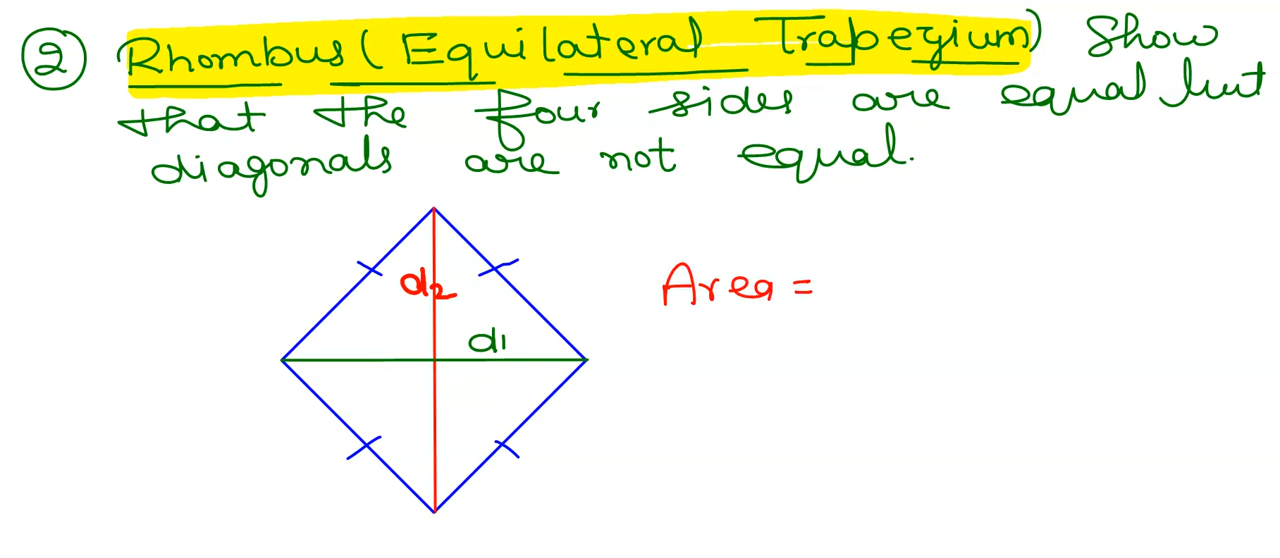 ② Rhombus (Equilateral Trapezium) Show
that the four sides are equal but
diagonals are not equal.
d2
Area =
d1